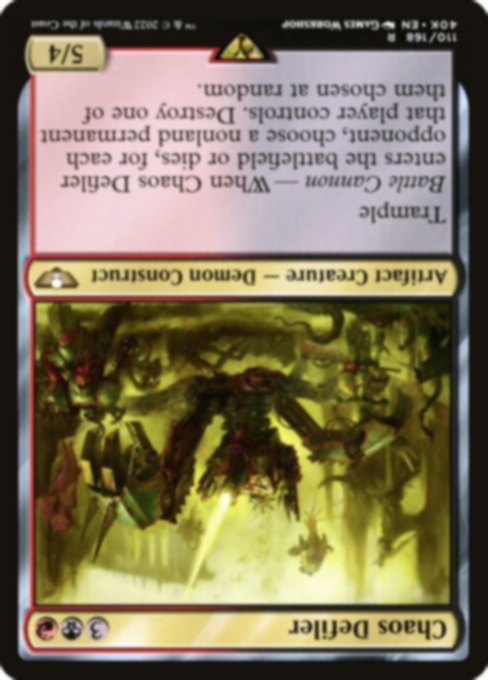 Chaos Defiler 3
Artifact Creature — Demon Construct
Trample
Battle Cannon — When Chaos Defiler
enters the battlefield or dies, for each
opponent, choose a nonland permanent
that player controls. Destroy one of
them chosen at random.
5/4
110/168 R
40K • EN GAMES WORKSHOP
™ & © 2022 Wizards of the Coast